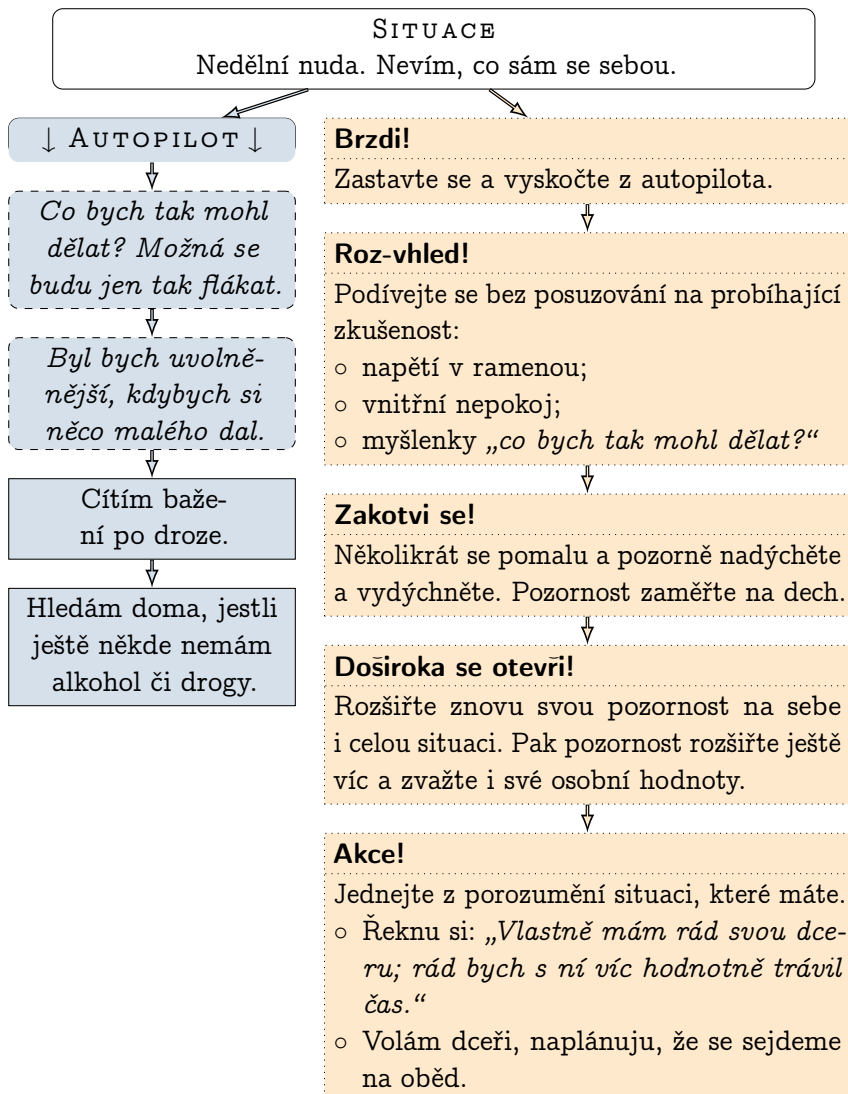 SITUACE
Nedělní nuda. Nevím, co sám se sebou.
↓ AUTOPILOT ↓
Co bych tak mohl
dělat? Možná se
budu jen tak flákat.
Byl bych uvolně-
nější, kdybych si
něco malého dal.
Cítím baže-
ní po droze.
Hledám doma, jestli
ještě někde nemám
alkohol či drogy.
Brzdi!
Zastavte se a vyskočte z autopilota.
Roz-vhled!
Podívejte se bez posuzování na probíhající
zkušenost:
○ napětí v ramenou;
○ vnitřní nepokoj;
○ myšlenky „co bych tak mohl dělat?“
Zakotvi se!
Několikrát se pomalu a pozorně nadýchěte
a vydýchněte. Pozornost zaměřte na dech.
Doširoka se otevři!
Rozšiřte znovu svou pozornost na sebe
i celou situaci. Pak pozornost rozšiřte ještě
víc a zvažte i své osobní hodnoty.
Akce!
Jednejte z porozumění situaci, které máte.
○ Řeknu si: „Vlastně mám rád svou dce-
ru; rád bych s ní víc hodnotně trávil
čas.“
○ Volám dceři, naplánuju, že se sejdeme
na oběd.